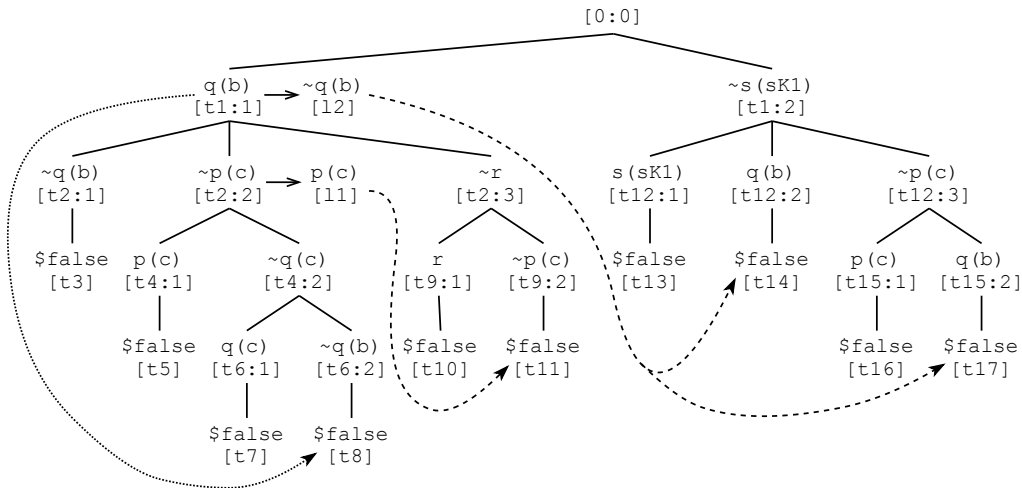 [0:0]
q(b) ~q(b) ~s(sK1)
[t1:1] [l2] [t1:2]
~q(b) ~p(c) p(c) ~r s(sK1) q(b) ~p(c)
[t2:1] [t2:2] [l1] [t2:3] [t12:1] [t12:2] [t12:3]
$false p(c) ~q(c) r ~p(c) $false $false p(c) q(b)
[t3] [t4:1] [t4:2] [t9:1] [t9:2] [t13] [t14] [t15:1] [t15:2]
$false q(c) ~q(b) $false $false $false $false
[t5] [t6:1] [t6:2] [t10] [t11] [t16] [t17]
$false $false
[t7] [t8]